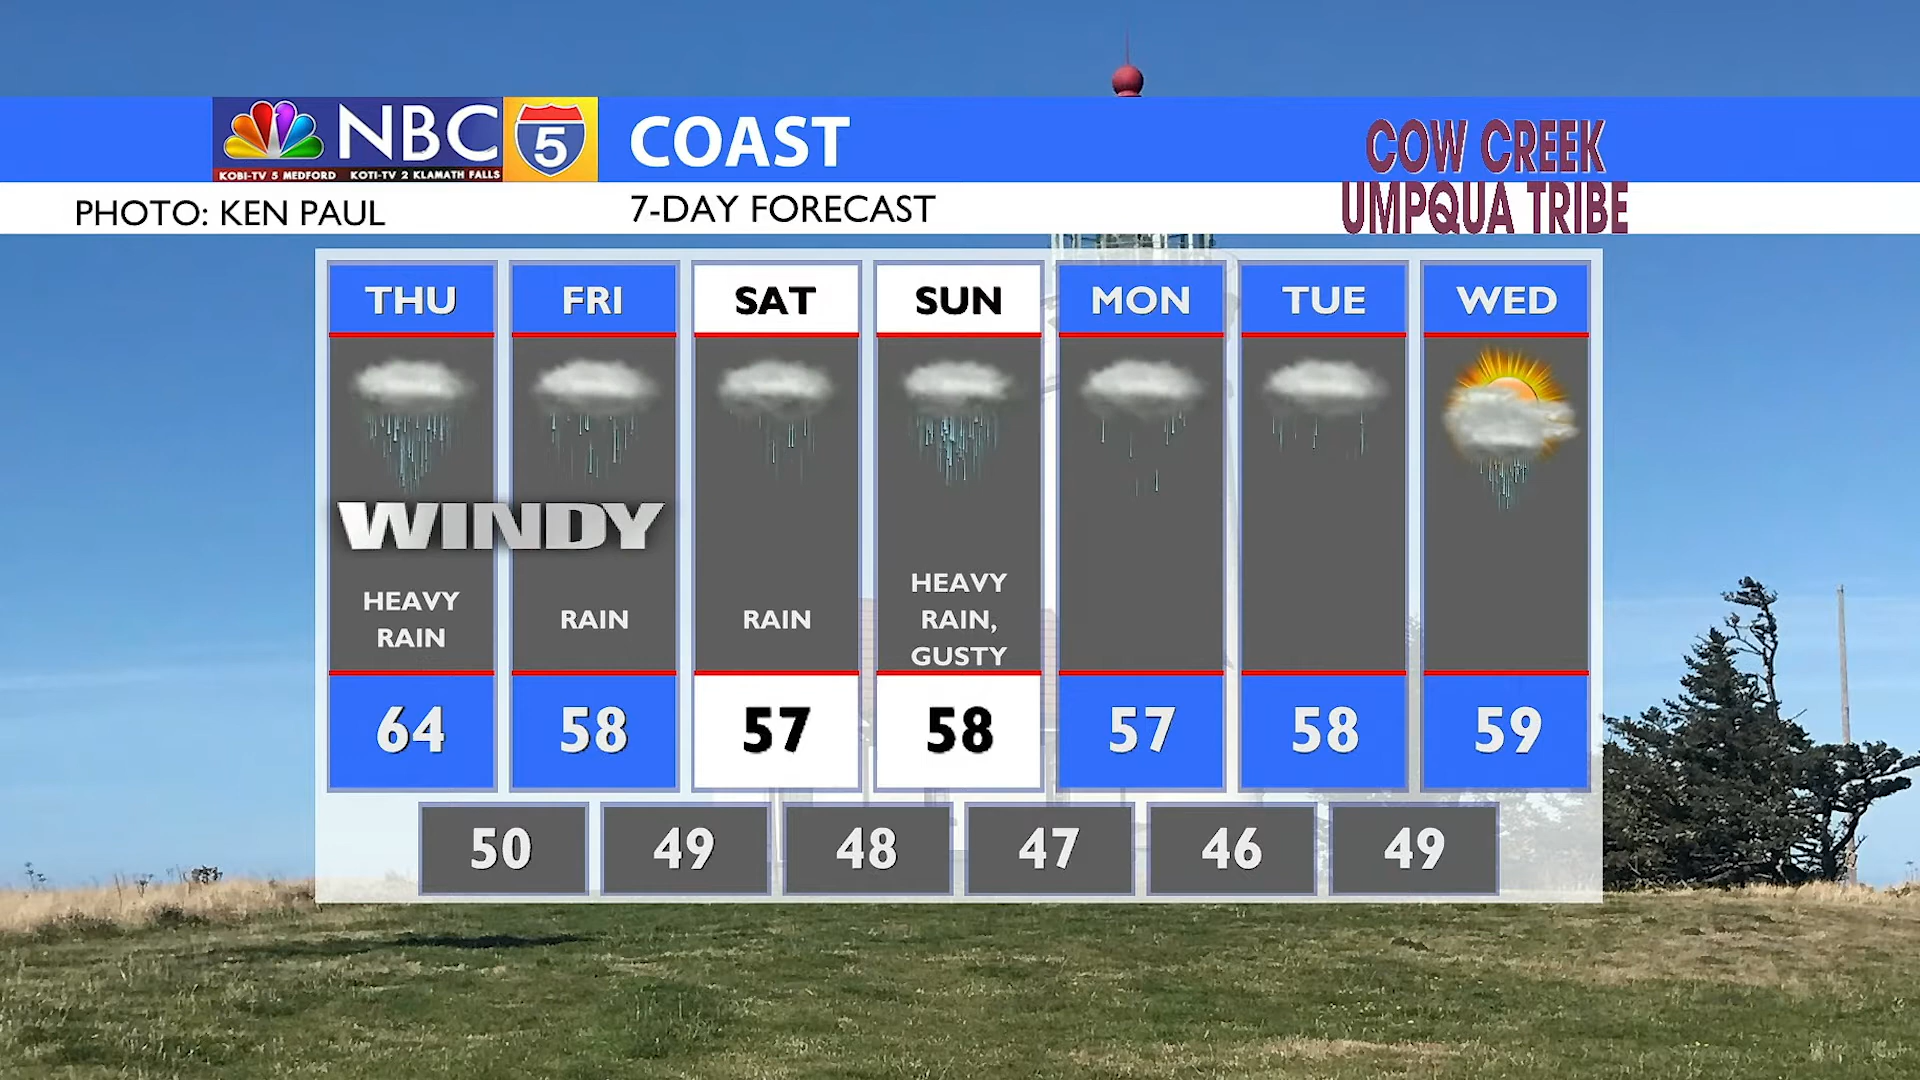 NBC 5
KOBI-TV 5 MEDFORD KOTI-TV 2 KLAMATH FALLS
COAST
COW CREEK
UMPQUA TRIBE
PHOTO: KEN PAUL
7-DAY FORECAST
THU FRI SAT SUN MON TUE WED
WINDY
HEAVY
RAIN
RAIN
RAIN
HEAVY
RAIN,
GUSTY
64 58 57 58 57 58 59
50 49 48 47 46 49